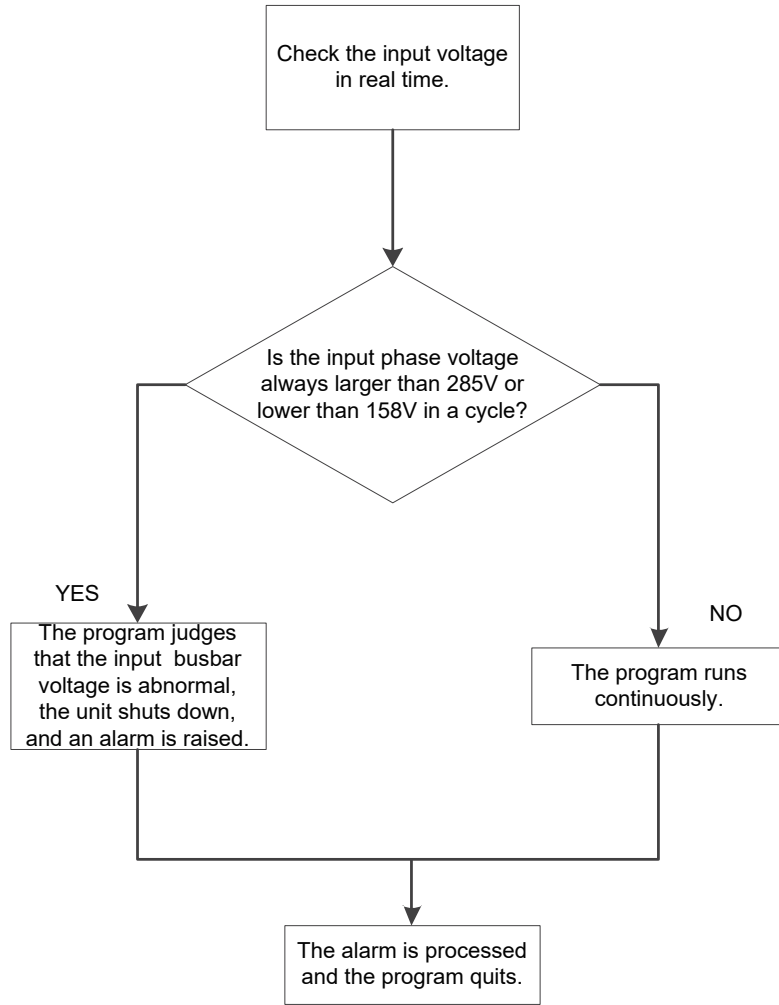 Check the input voltage
in real time.
Is the input phase voltage
always larger than 285V or
lower than 158V in a cycle?
YES
NO
The program judges
that the input  busbar
voltage is abnormal,
the unit shuts down,
and an alarm is raised.
The program runs
continuously.
The alarm is processed
and the program quits.